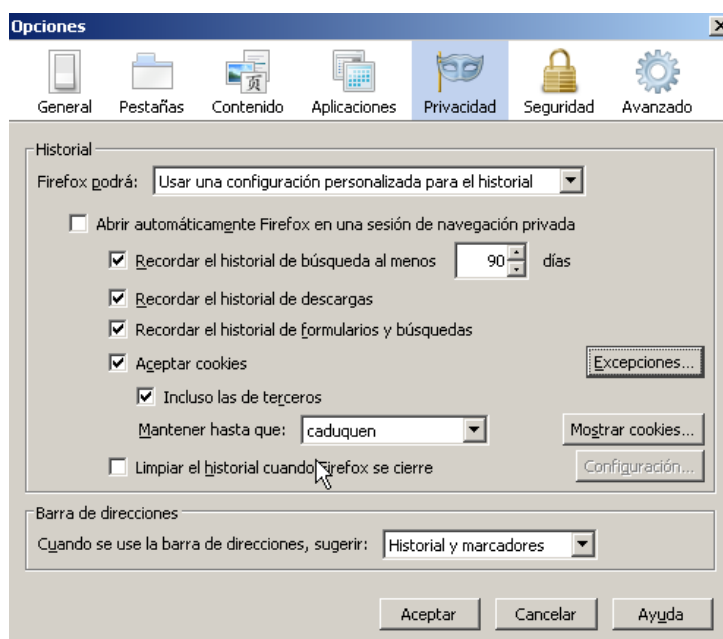 Opciones
General Pestañas Contenido Aplicaciones Privacidad Seguridad Avanzado
Historial
Firefox podrá: Usar una configuración personalizada para el historial
Abrir automáticamente Firefox en una sesión de navegación privada
Recordar el historial de búsqueda al menos 90 días
Recordar el historial de descargas
Recordar el historial de formularios y búsquedas
Aceptar cookies Excepciones...
Incluso las de terceros
Mantener hasta que: caduquen Mostrar cookies...
Limpiar el historial cuando Firefox se cierre Configuración...
Barra de direcciones
Cuando se use la barra de direcciones, sugerir: Historial y marcadores
Aceptar Cancelar Ayuda